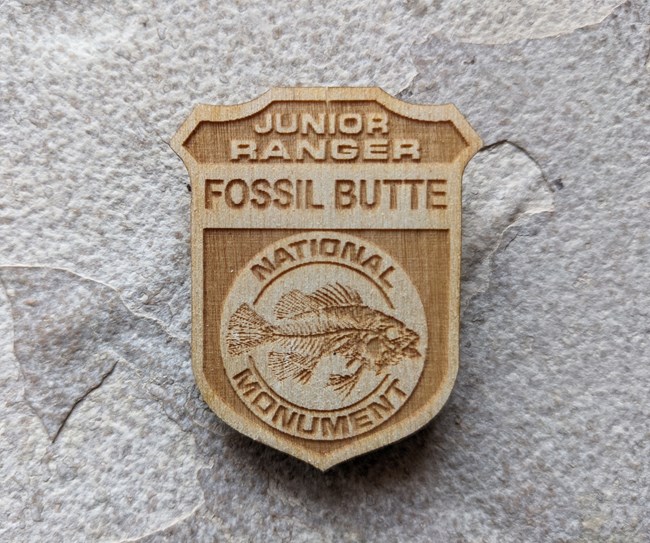 JUNIOR
RANGER
FOSSIL BUTTE
NATIONAL
MONUMENT